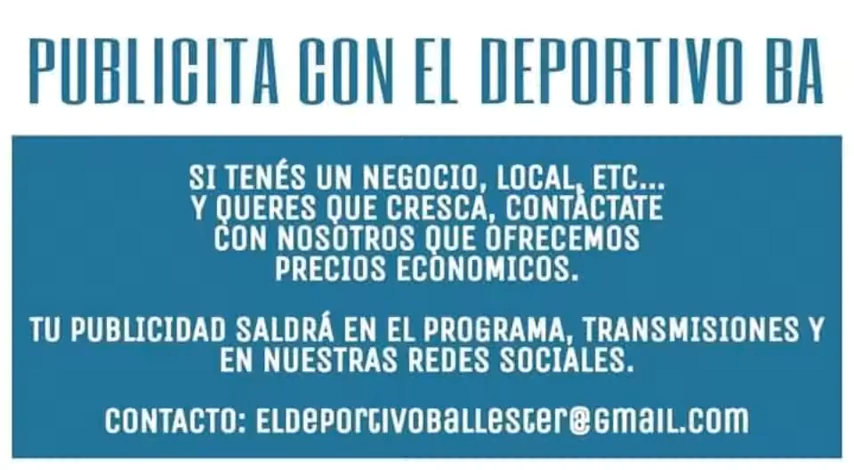 PUBLICITA CON EL DEPORTIVO BA
SI TENÉS UN NEGOCIO, LOCAL, ETC...
Y QUERES QUE CRESCA, CONTÁCTATE
CON NOSOTROS QUE OFRECEMOS
PRECIOS ECONOMICOS.
TU PUBLICIDAD SALDRÁ EN EL PROGRAMA, TRANSMISIONES Y
EN NUESTRAS REDES SOCIALES.
CONTACTO: ELDEPORTIVOBALLESTER@GMAIL.COM